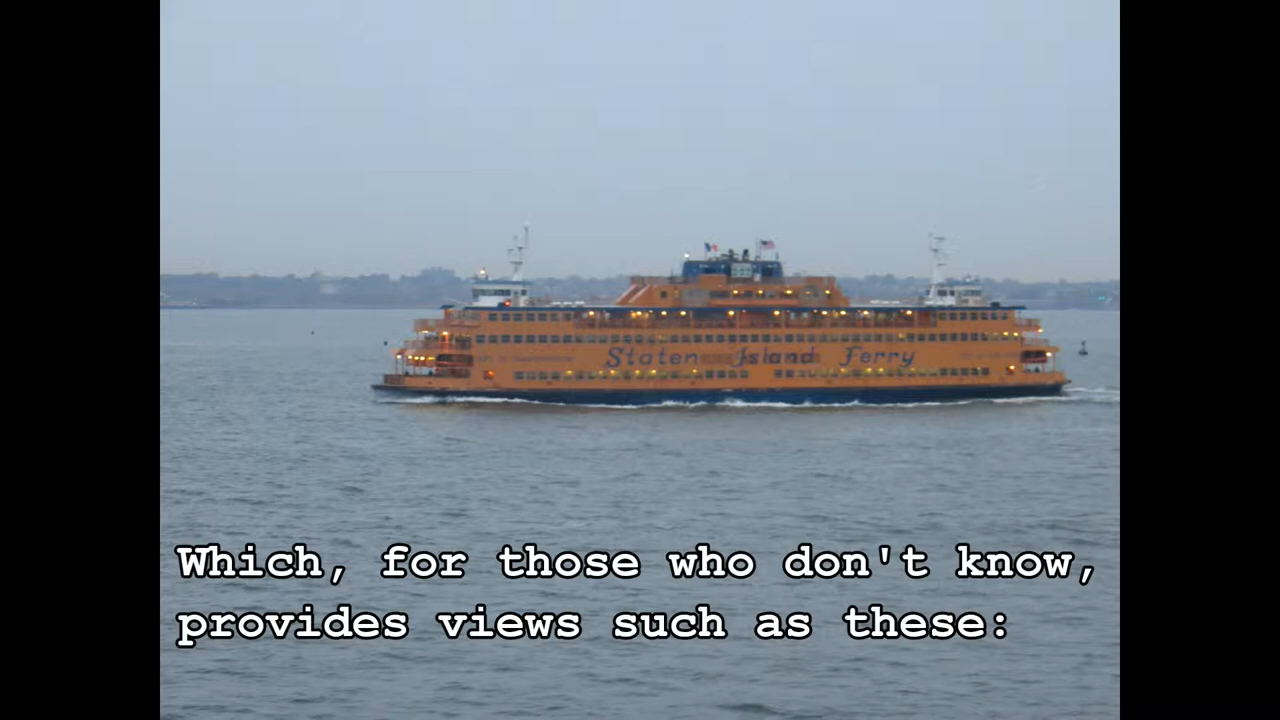 Staten Island Ferry
Which, for those who don't know,
provides views such as these: